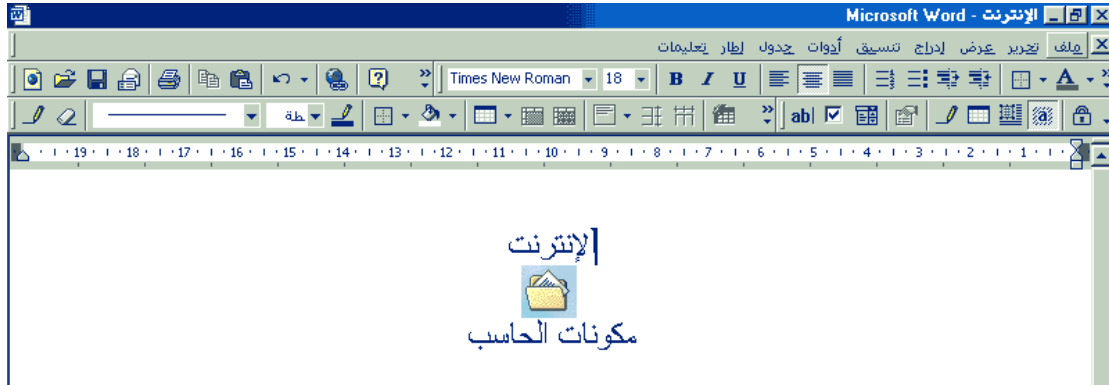 الإنترنت - Microsoft Word
ملف تحرير عرض إدراج تنسيق أدوات جدول إطار تعليمات
Times New Roman 18 B I U A
ab
19 18 17 16 15 14 13 12 11 10 9 8 7 6 5 4 3 2 1
الإنترنت
مكونات الحاسب